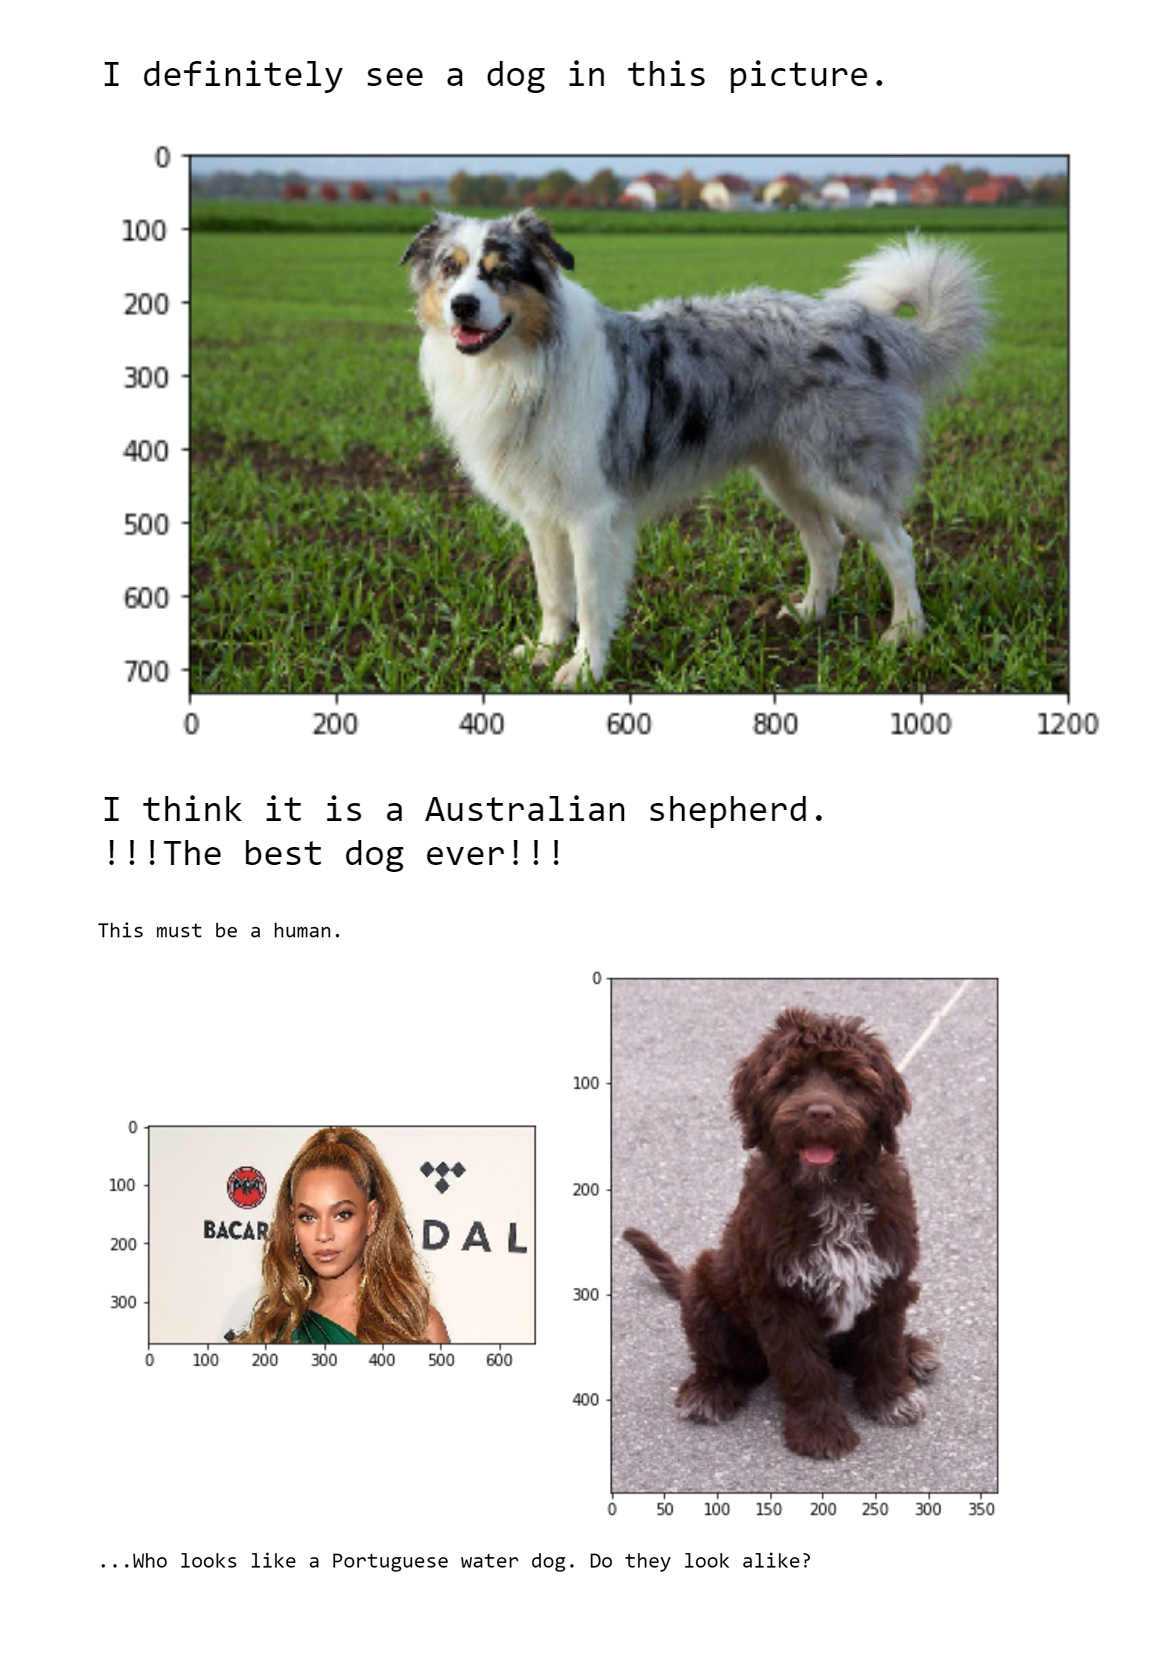 I definitely see a dog in this picture.
0
100
200
300
400
500
600
700
0 200 400 600 800 1000 1200
I think it is a Australian shepherd.
!!!The best dog ever!!!
This must be a human.
0
100
200
300
BACAR
DAL
0 100 200 300 400 500 600
0
100
200
300
400
0 50 100 150 200 250 300 350
...Who looks like a Portuguese water dog. Do they look alike?